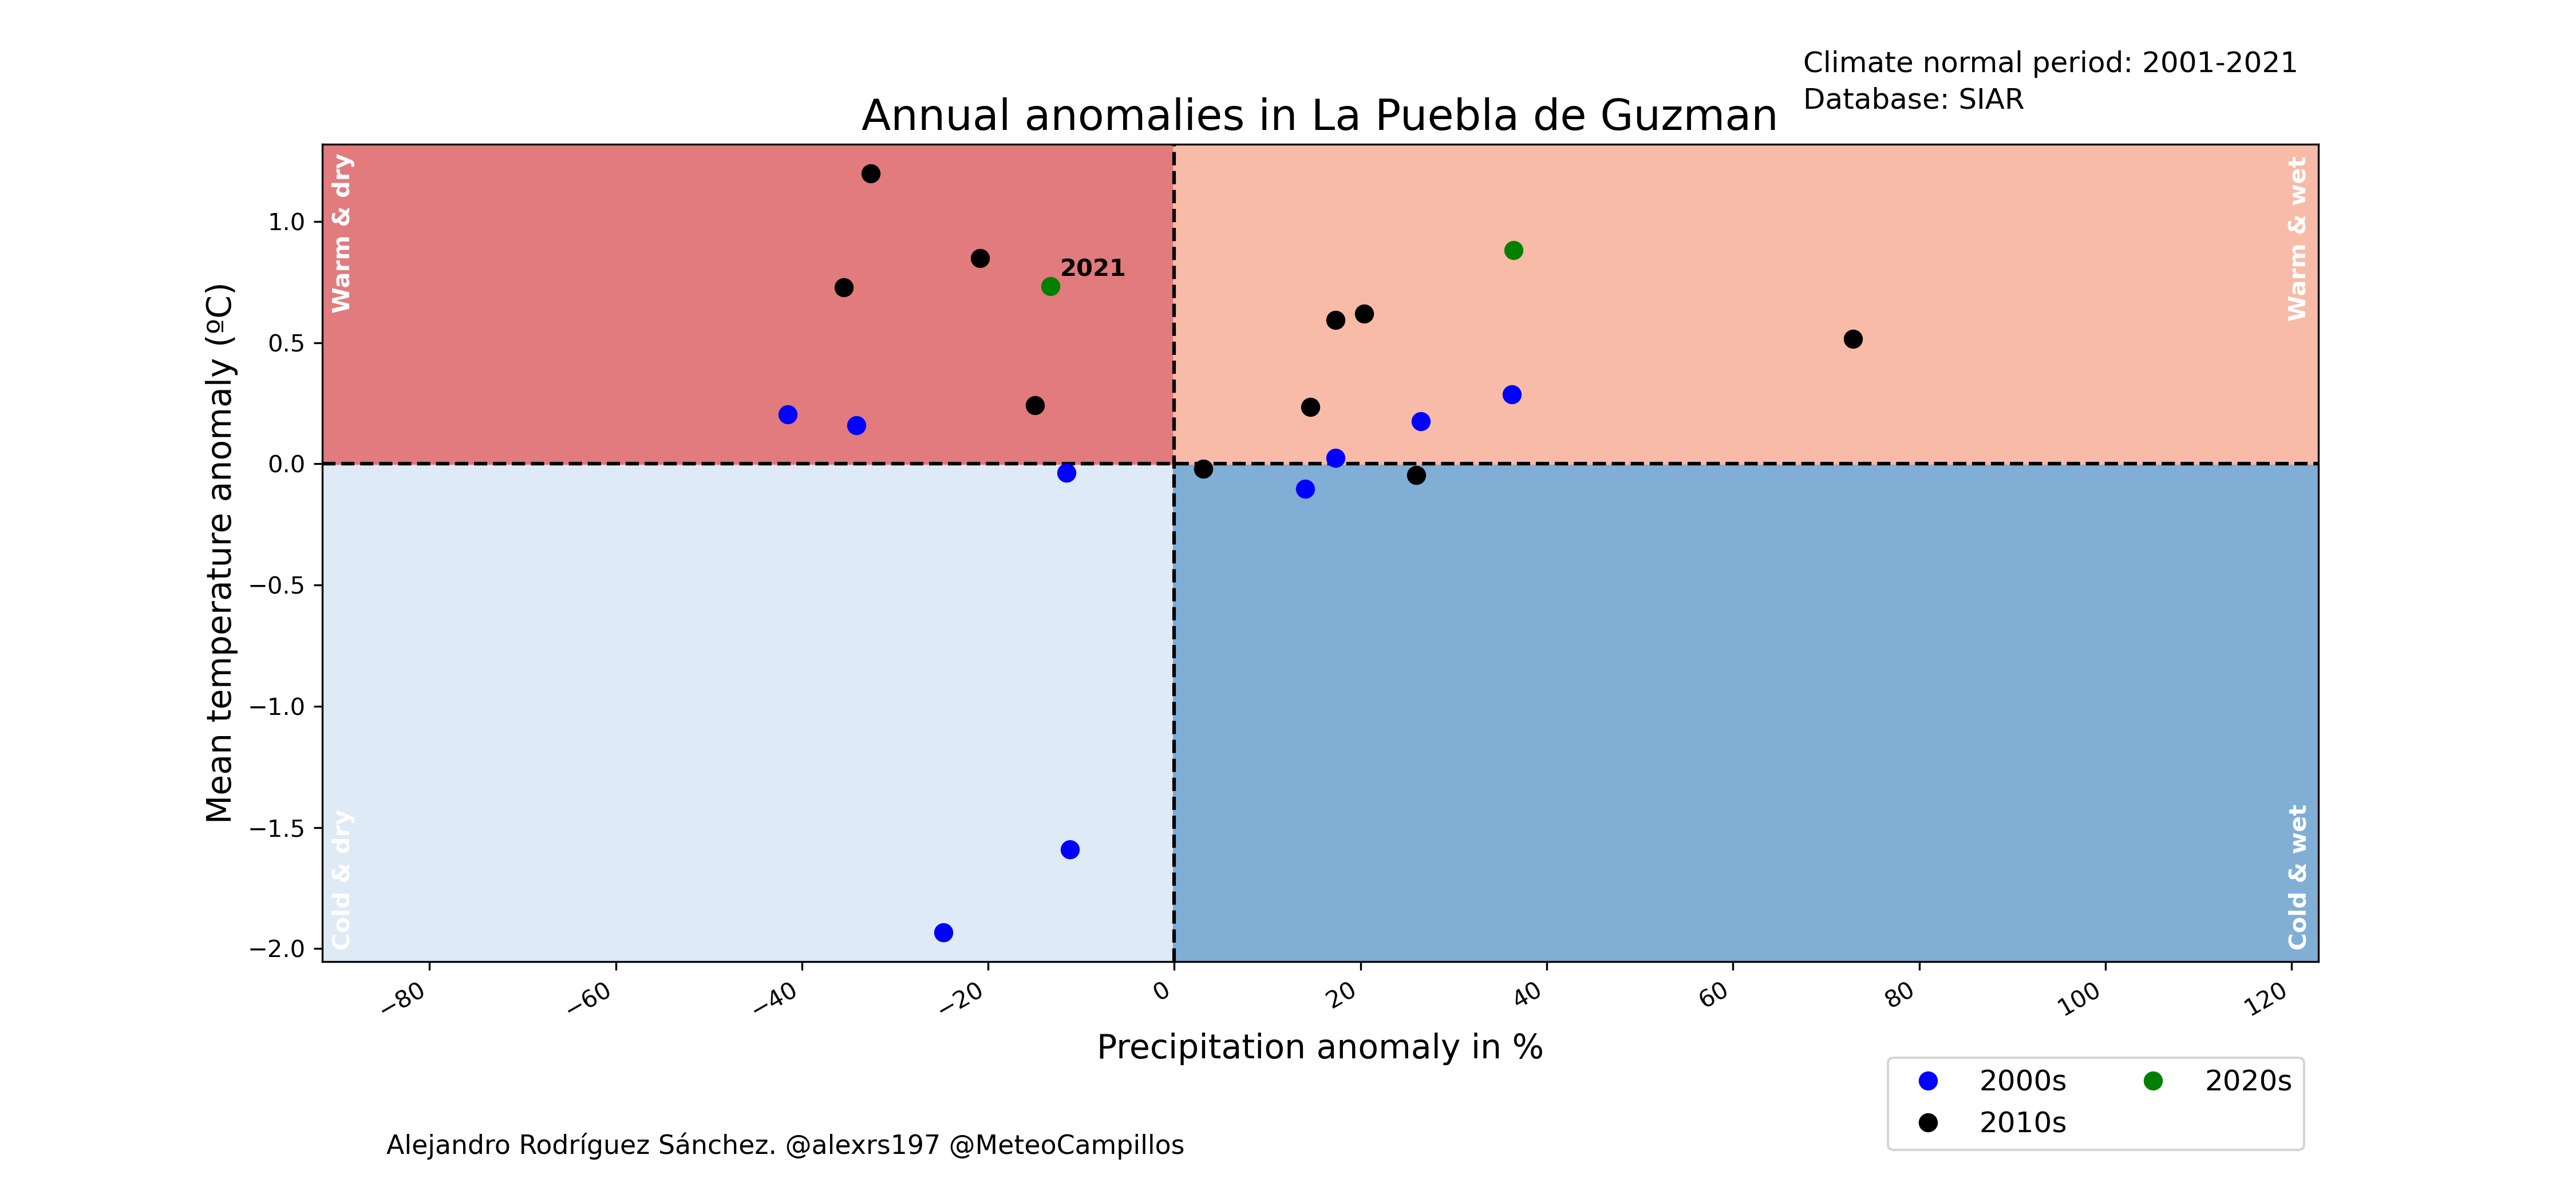 Climate normal period: 2001-2021
Database: SIAR
Annual anomalies in La Puebla de Guzman
Warm & dry
Warm & wet
2021
Cold & dry
Cold & wet
Mean temperature anomaly (ºC)
1.0
0.5
0.0
−0.5
−1.0
−1.5
−2.0
−80 −60 −40 −20 0 20 40 60 80 100 120
Precipitation anomaly in %
2000s 2020s
2010s
Alejandro Rodríguez Sánchez. @alexrs197 @MeteoCampillos